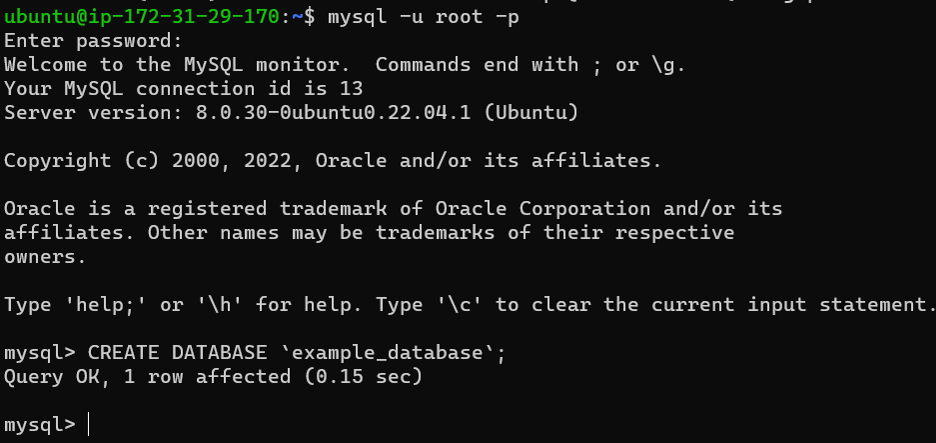 ubuntu@ip-172-31-29-170:~$ mysql -u root -p
Enter password:
Welcome to the MySQL monitor.  Commands end with ; or \g.
Your MySQL connection id is 13
Server version: 8.0.30-0ubuntu0.22.04.1 (Ubuntu)
Copyright (c) 2000, 2022, Oracle and/or its affiliates.
Oracle is a registered trademark of Oracle Corporation and/or its
affiliates. Other names may be trademarks of their respective
owners.
Type 'help;' or '\h' for help. Type '\c' to clear the current input statement.
mysql> CREATE DATABASE `example_database`;
Query OK, 1 row affected (0.15 sec)
mysql>